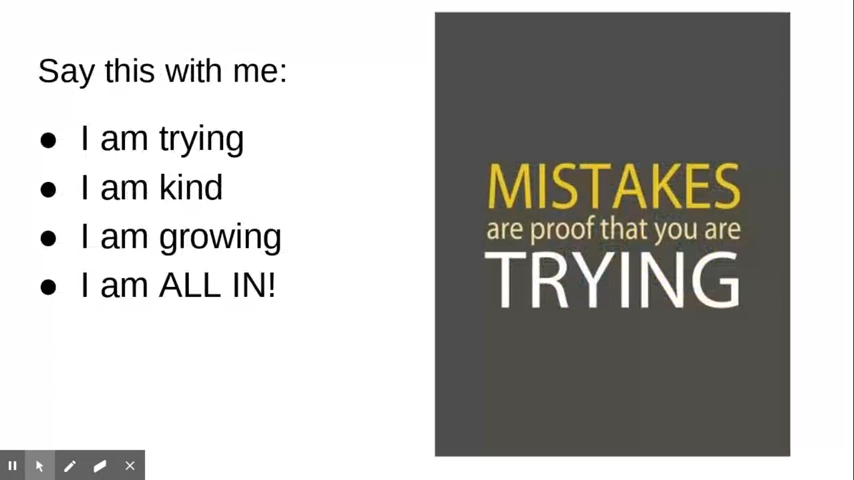 Say this with me:
● I am trying
● I am kind
● I am growing
● I am ALL IN!
MISTAKES
are proof that you are
TRYING